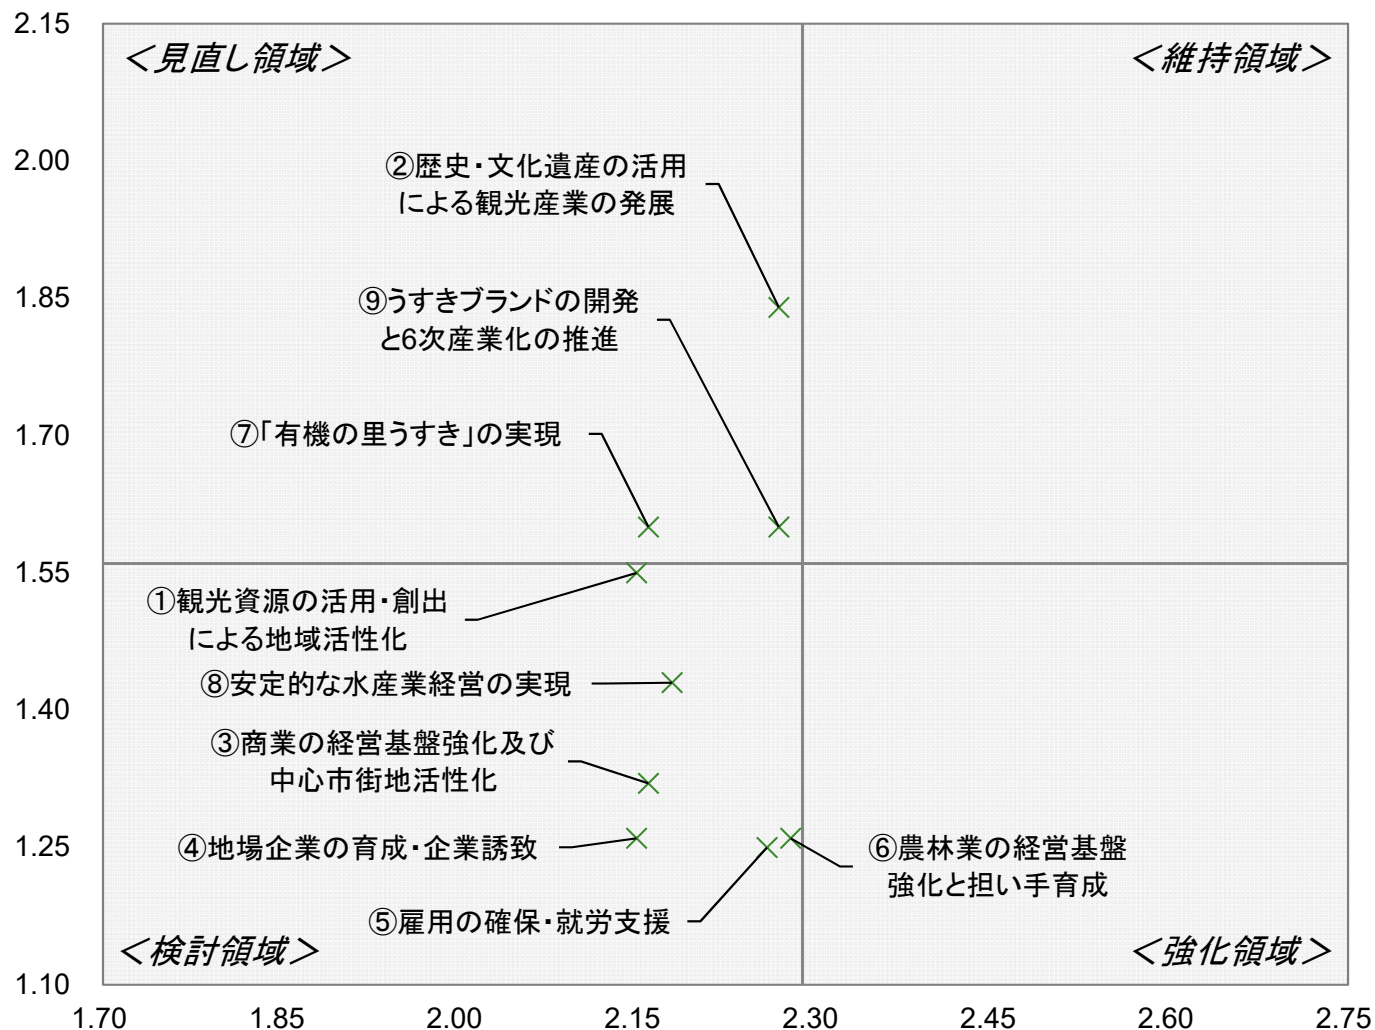 2.15
＜見直し領域＞
＜維持領域＞
2.00
②歴史・文化遺産の活用
による観光産業の発展
1.85
⑨うすきブランドの開発
と6次産業化の推進
1.70
⑦｢有機の里うすき｣の実現
1.55
①観光資源の活用・創出
による地域活性化
⑧安定的な水産業経営の実現
1.40
③商業の経営基盤強化及び
中心市街地活性化
1.25
④地場企業の育成・企業誘致
⑥農林業の経営基盤
強化と担い手育成
⑤雇用の確保・就労支援
＜検討領域＞
＜強化領域＞
1.10
1.70 1.85 2.00 2.15 2.30 2.45 2.60 2.75